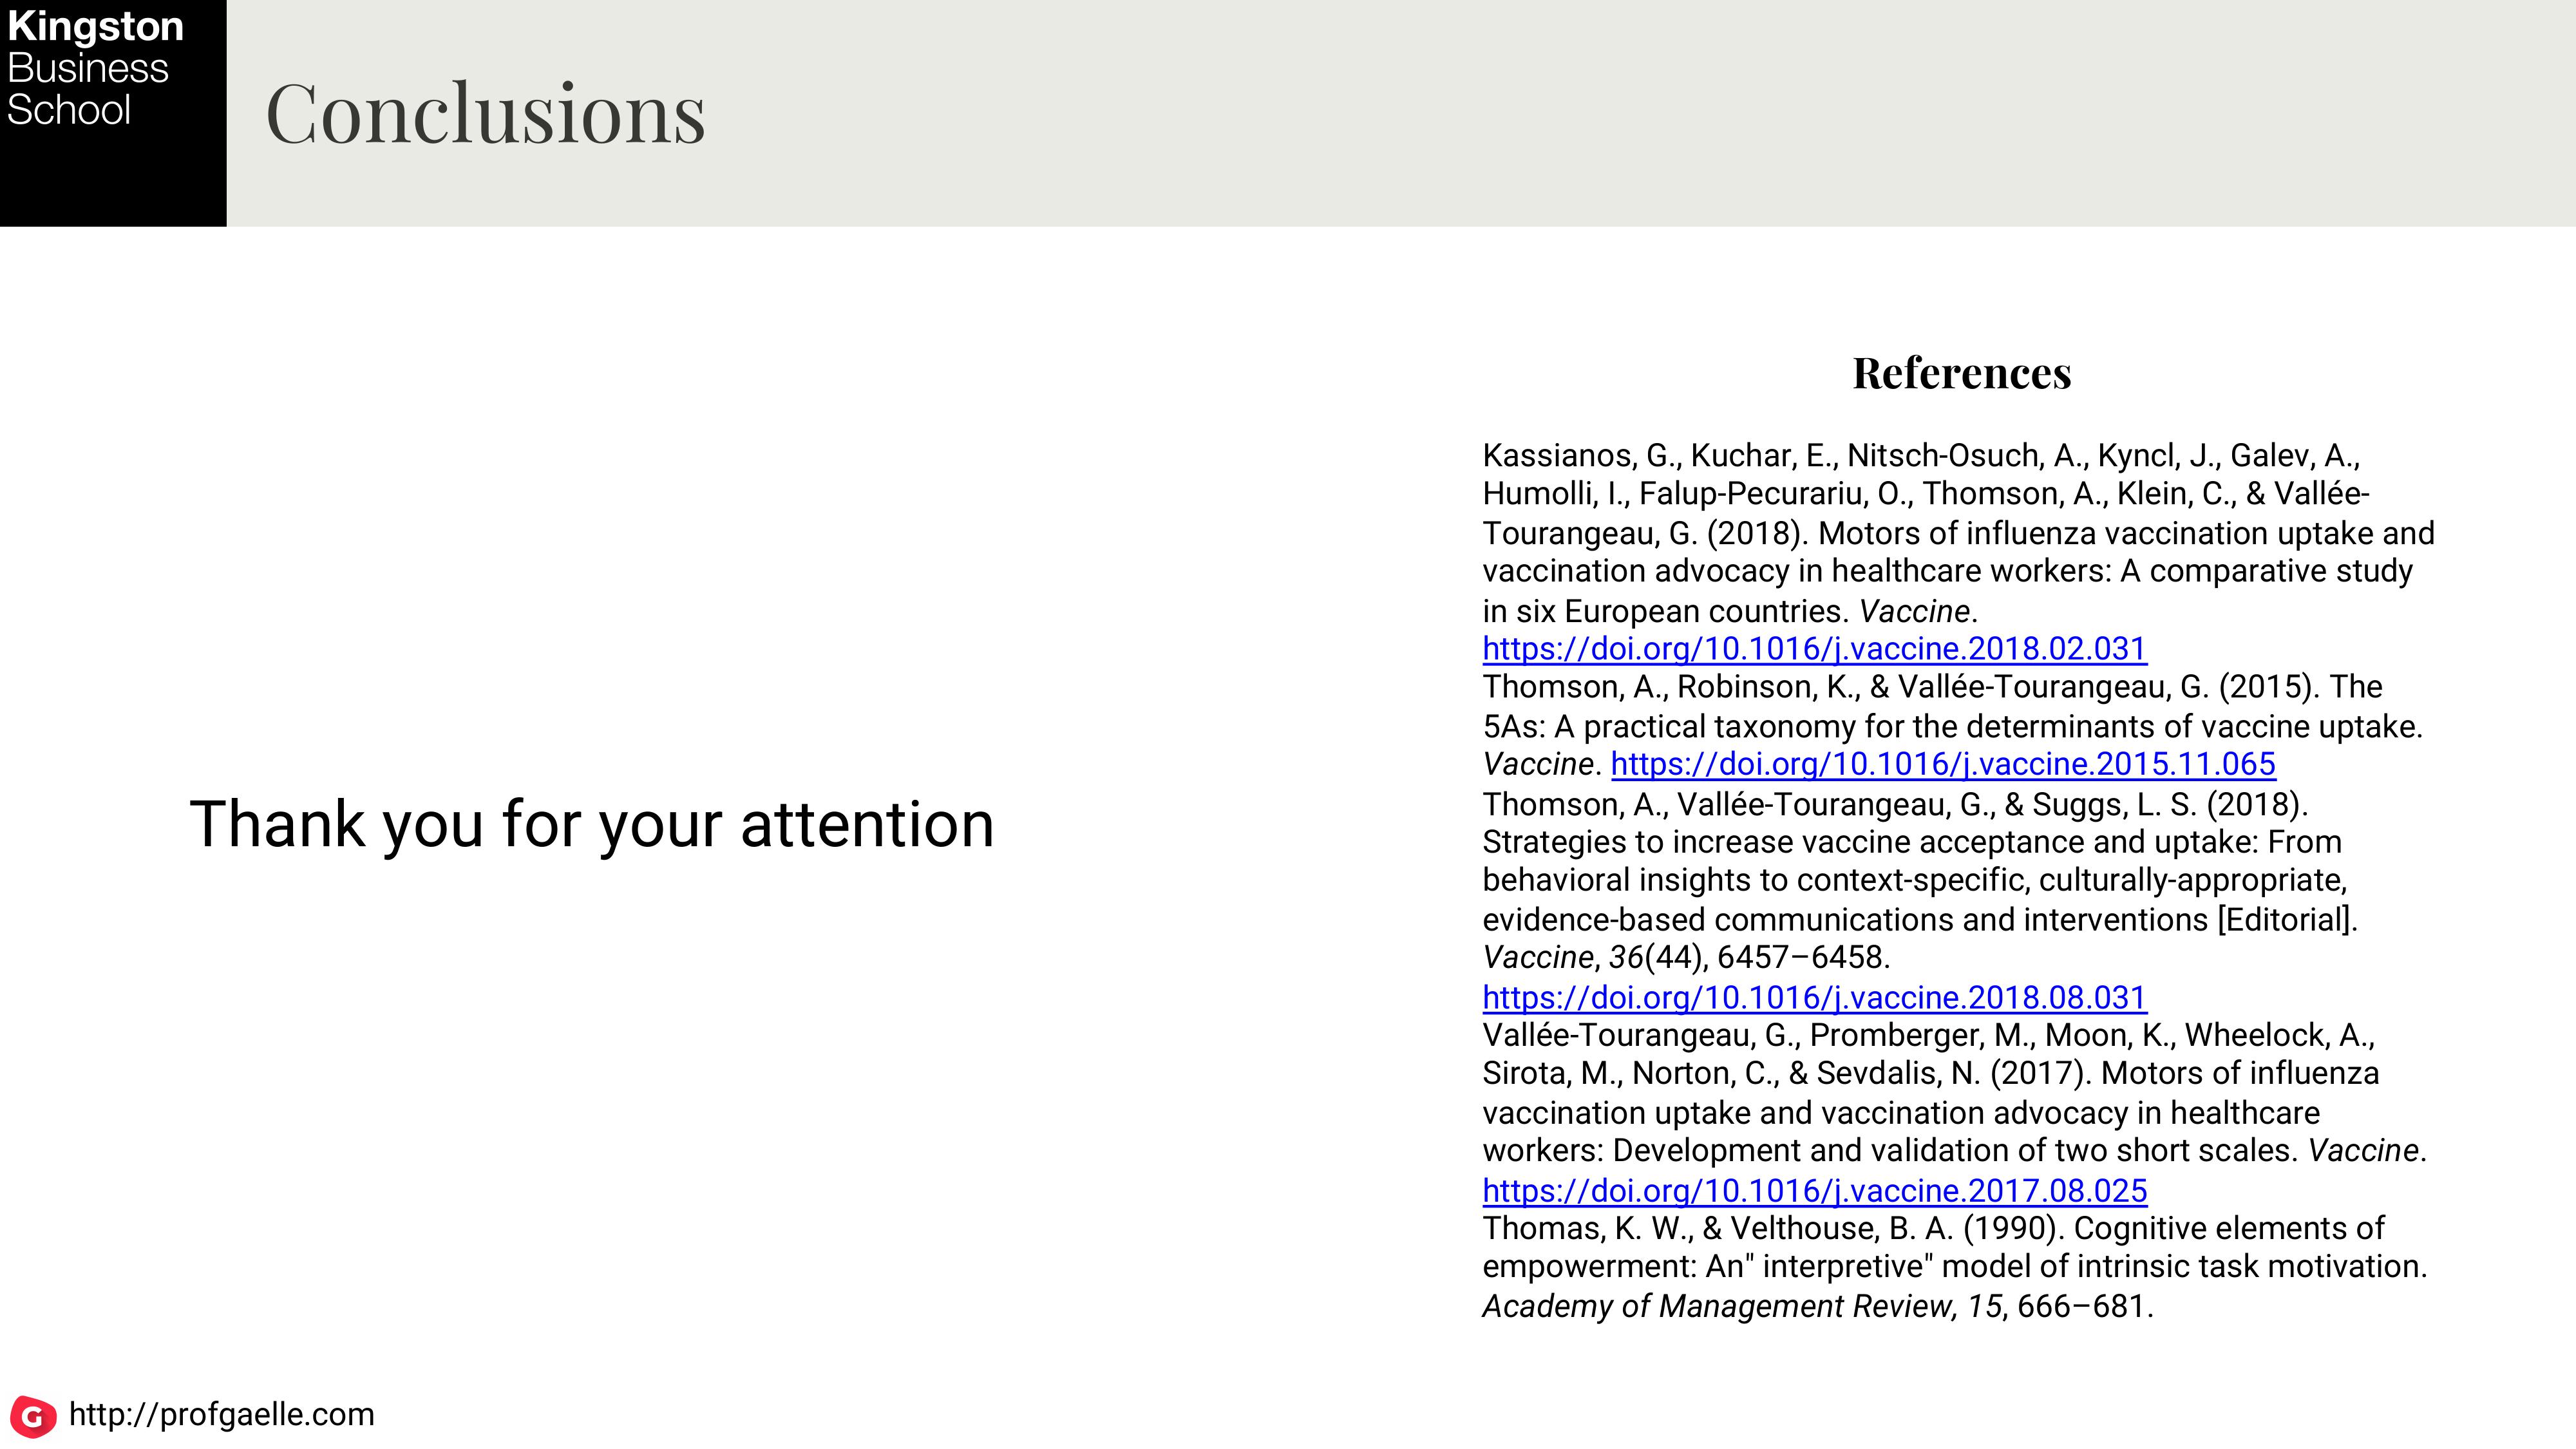 Kingston
Business
School
Conclusions
Thank you for your attention
References
Kassianos, G., Kuchar, E., Nitsch-Osuch, A., Kyncl, J., Galev, A.,
Humolli, I., Falup-Pecurariu, O., Thomson, A., Klein, C., & Vallée-
Tourangeau, G. (2018). Motors of influenza vaccination uptake and
vaccination advocacy in healthcare workers: A comparative study
in six European countries. Vaccine.
https://doi.org/10.1016/j.vaccine.2018.02.031
Thomson, A., Robinson, K., & Vallée-Tourangeau, G. (2015). The
5As: A practical taxonomy for the determinants of vaccine uptake.
Vaccine. https://doi.org/10.1016/j.vaccine.2015.11.065
Thomson, A., Vallée-Tourangeau, G., & Suggs, L. S. (2018).
Strategies to increase vaccine acceptance and uptake: From
behavioral insights to context-specific, culturally-appropriate,
evidence-based communications and interventions [Editorial].
Vaccine, 36(44), 6457–6458.
https://doi.org/10.1016/j.vaccine.2018.08.031
Vallée-Tourangeau, G., Promberger, M., Moon, K., Wheelock, A.,
Sirota, M., Norton, C., & Sevdalis, N. (2017). Motors of influenza
vaccination uptake and vaccination advocacy in healthcare
workers: Development and validation of two short scales. Vaccine.
https://doi.org/10.1016/j.vaccine.2017.08.025
Thomas, K. W., & Velthouse, B. A. (1990). Cognitive elements of
empowerment: An" interpretive" model of intrinsic task motivation.
Academy of Management Review, 15, 666–681.
G http://profgaelle.com